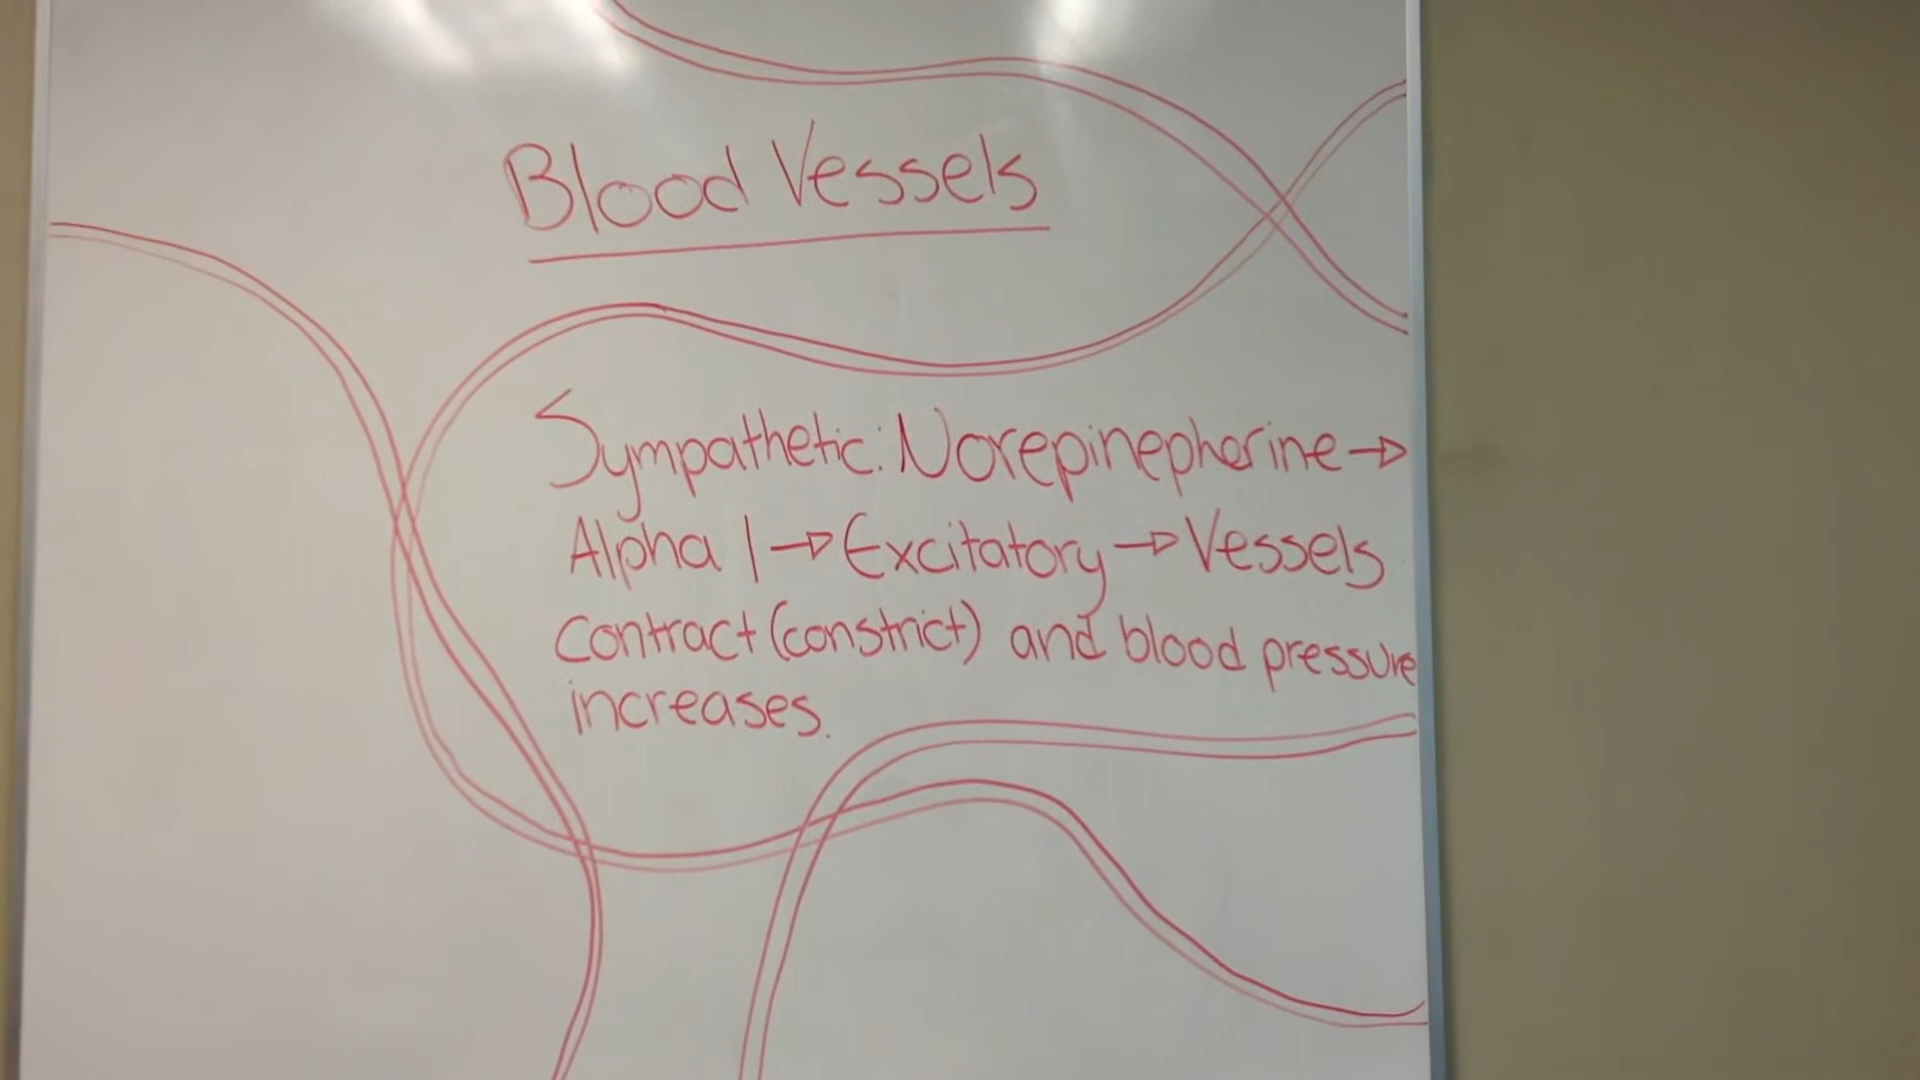 Blood Vessels
Sympathetic: Norepinepherine →
Alpha 1 → Excitatory → Vessels
contract (constrict) and blood pressure
increases.